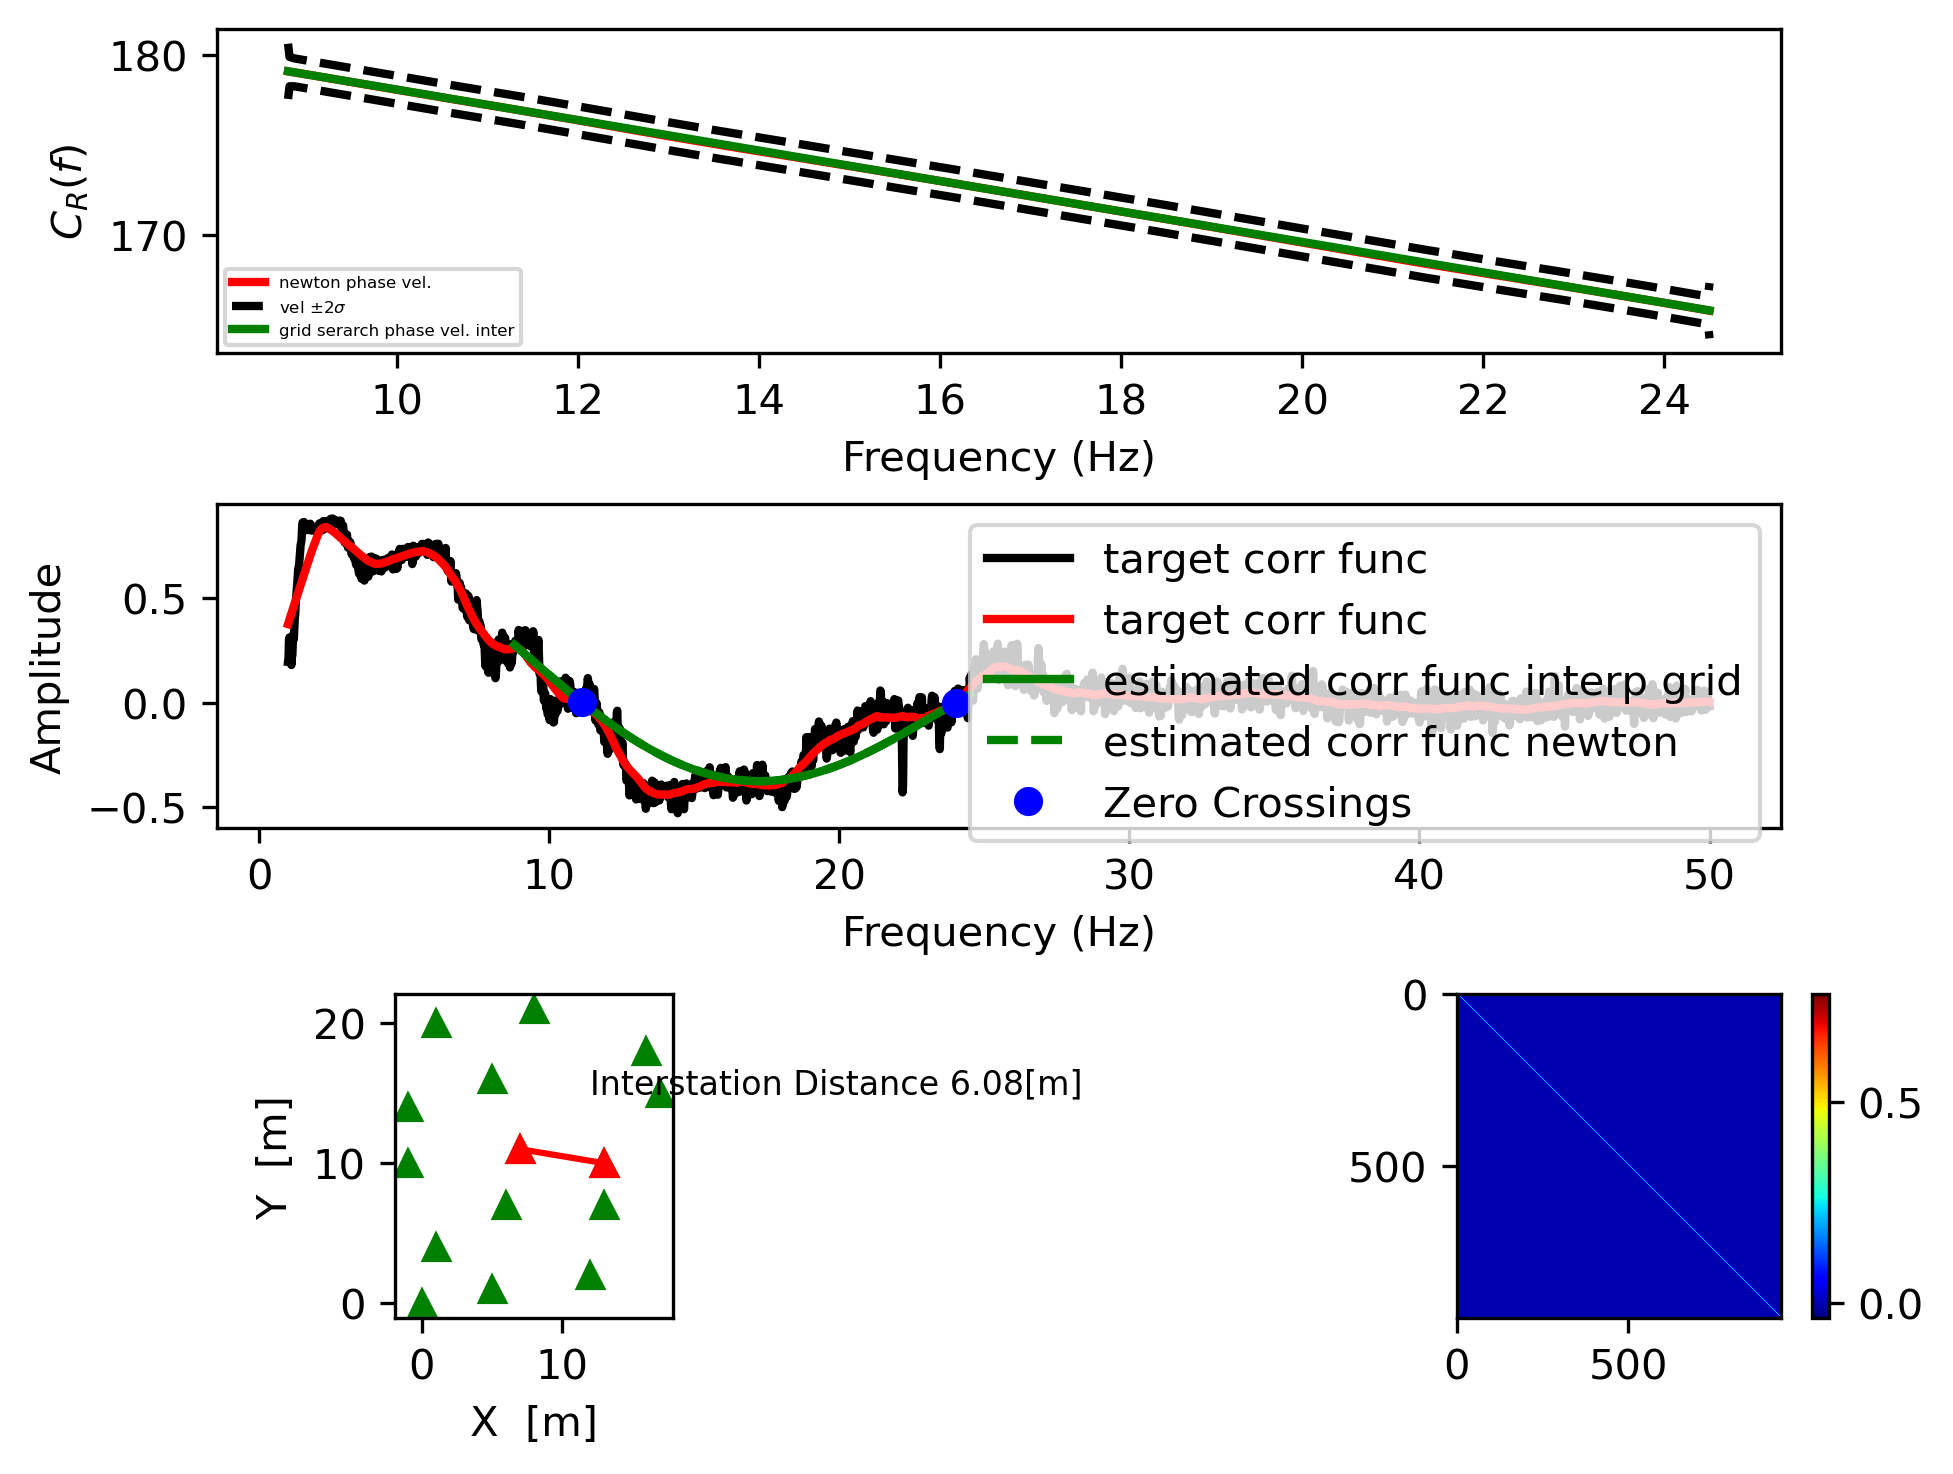 180
170
C_R(f)
newton phase vel.
vel ±2σ
grid serarch phase vel. inter
10 12 14 16 18 20 22 24
Frequency (Hz)
0.5
0.0
−0.5
Amplitude
target corr func
target corr func
estimated corr func interp grid
estimated corr func newton
Zero Crossings
0 10 20 30 40 50
Frequency (Hz)
20
10
0
Y [m]
Interstation Distance 6.08[m]
0 10
X [m]
0
500
0 500
0.5
0.0